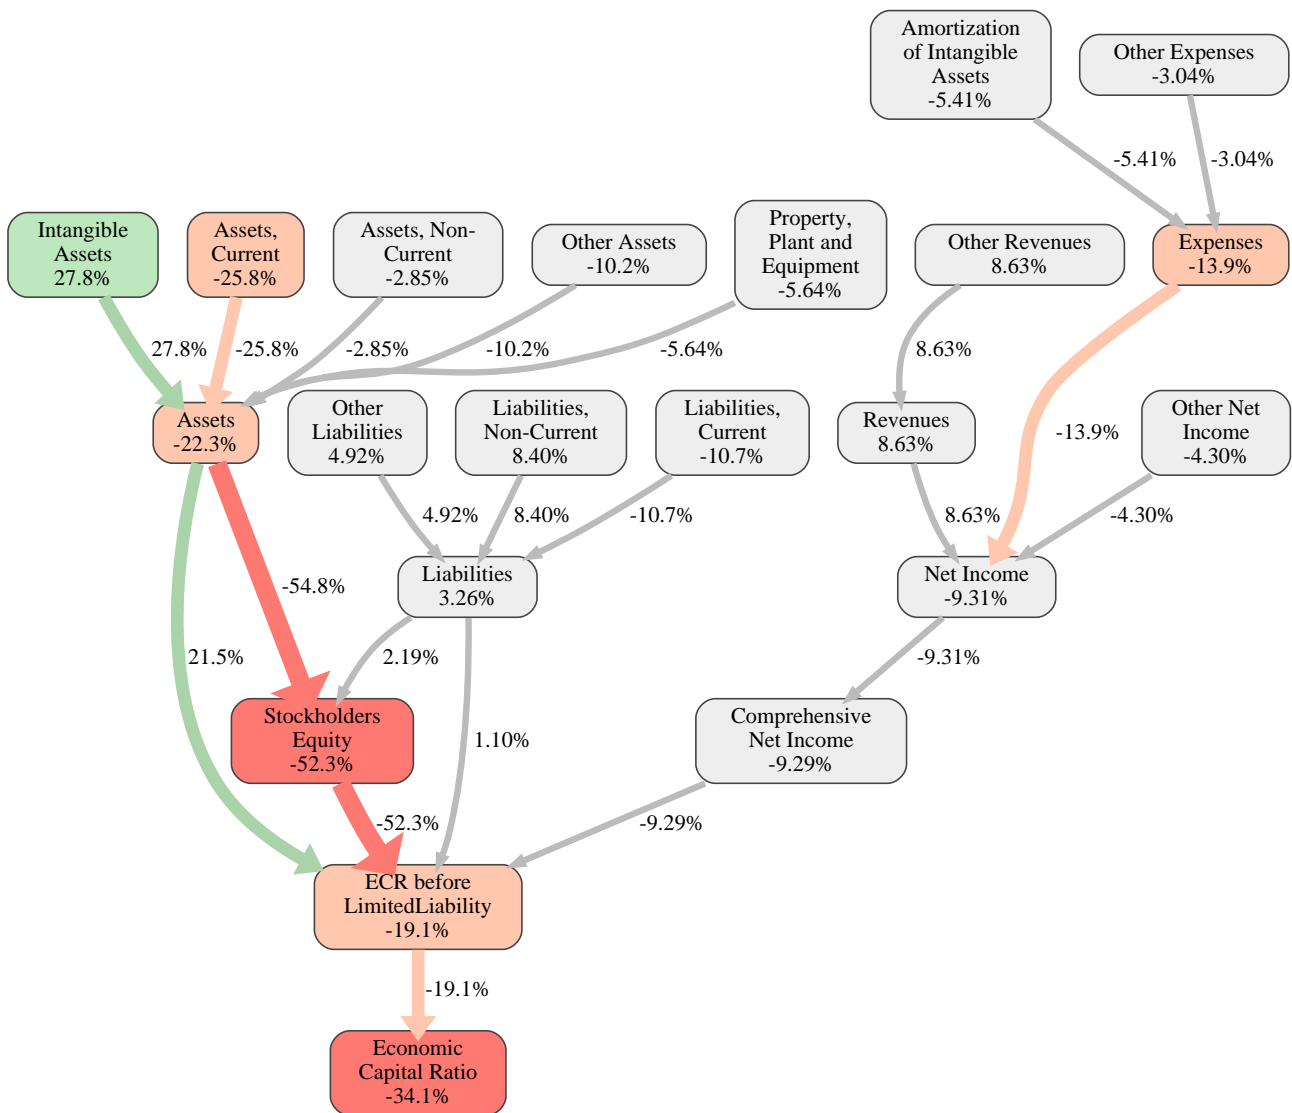 Amortization
of Intangible
Assets
-5.41%
Other Expenses
-3.04%
-5.41%
-3.04%
Intangible
Assets
27.8%
Assets,
Current
-25.8%
Assets, Non-
Current
-2.85%
Other Assets
-10.2%
Property,
Plant and
Equipment
-5.64%
Other Revenues
8.63%
Expenses
-13.9%
27.8%
-25.8%
-2.85%
-10.2%
-5.64%
8.63%
-13.9%
Assets
-22.3%
Other
Liabilities
4.92%
Liabilities,
Non-Current
8.40%
Liabilities,
Current
-10.7%
Revenues
8.63%
Other Net
Income
-4.30%
4.92%
8.40%
-10.7%
8.63%
-4.30%
-54.8%
Liabilities
3.26%
Net Income
-9.31%
21.5%
2.19%
-9.31%
Stockholders
Equity
-52.3%
1.10%
Comprehensive
Net Income
-9.29%
-52.3%
-9.29%
ECR before
LimitedLiability
-19.1%
-19.1%
Economic
Capital Ratio
-34.1%